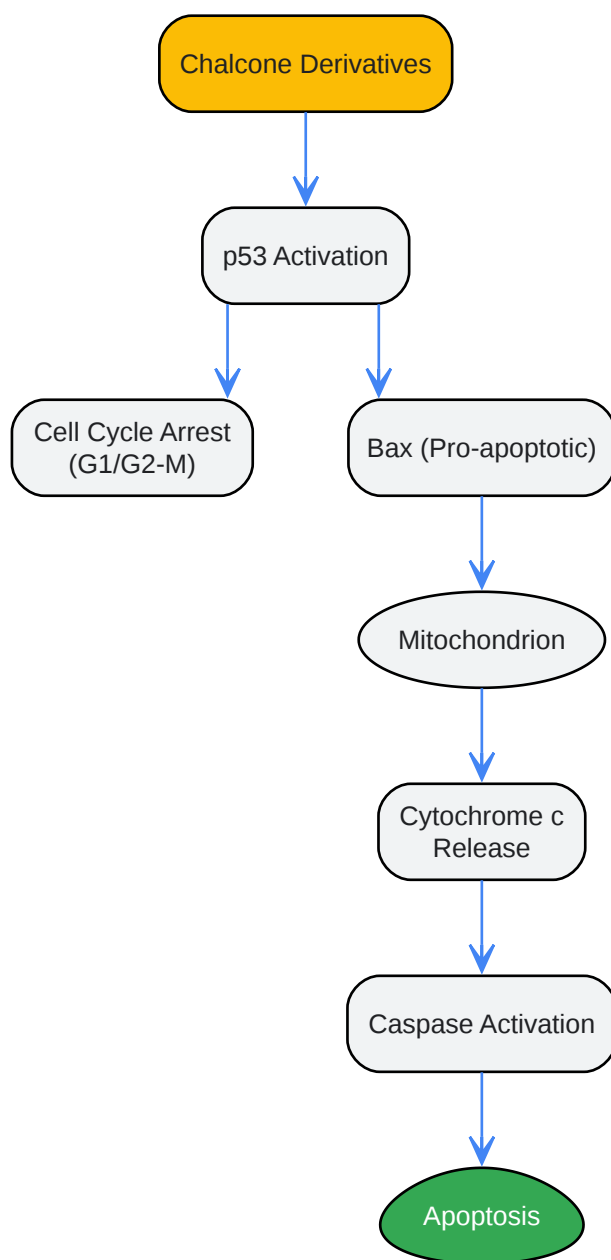 Chalcone Derivatives
p53 Activation
Cell Cycle Arrest
(G1/G2-M)
Bax (Pro-apoptotic)
Mitochondrion
Cytochrome c
Release
Caspase Activation
Apoptosis